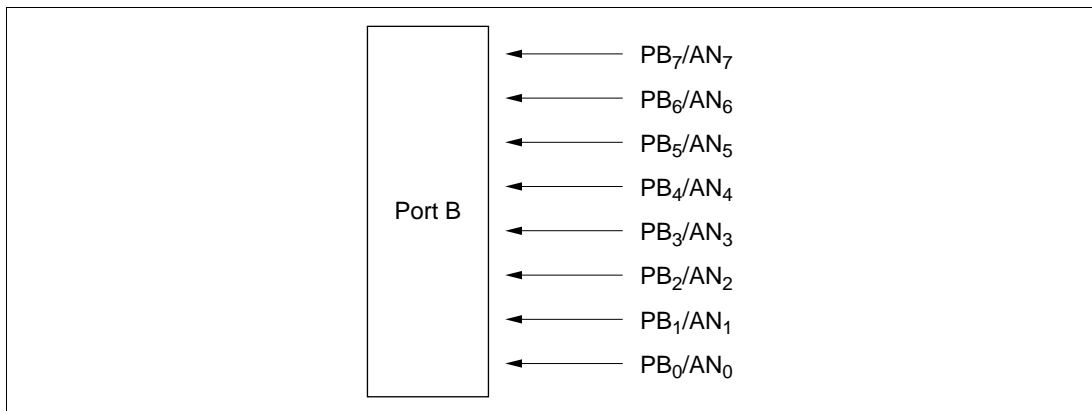 PB₇/AN₇
PB₆/AN₆
PB₅/AN₅
PB₄/AN₄
Port B
PB₃/AN₃
PB₂/AN₂
PB₁/AN₁
PB₀/AN₀